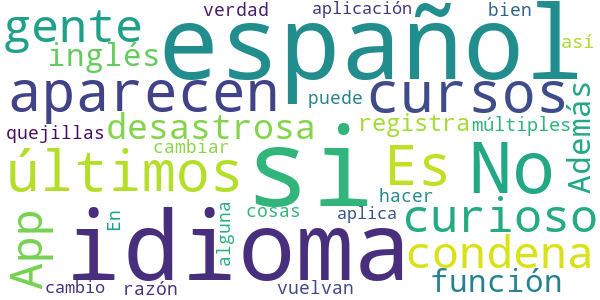 verdad aplicación bien
gente español así
inglés
aparecen cursos
puede
quejillas desastrosa registra múltiples Además
cambiar
últimos si Es No
hacer
App En idioma alguna cosas aplica curioso
condena
cambio razón vuelvan función